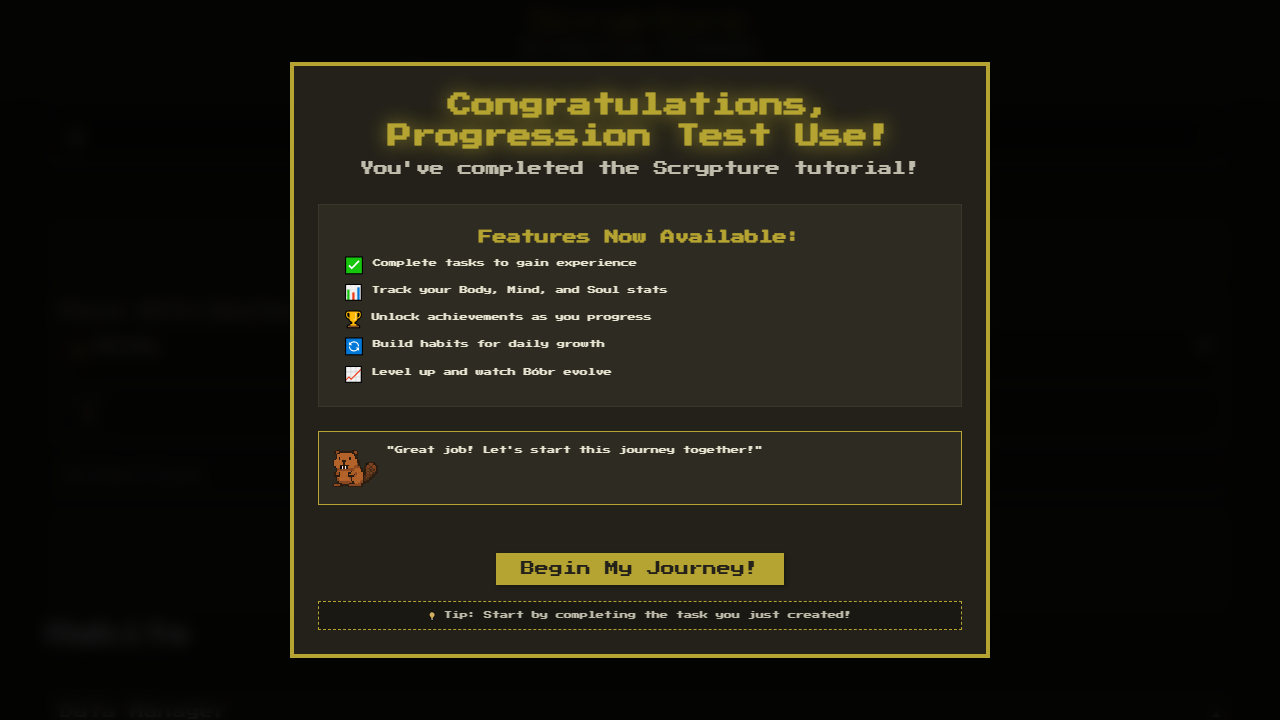 Congratulations,
Progression Test Use!
You've completed the Scrypture tutorial!
Features Now Available:
Complete tasks to gain experience
Track your Body, Mind, and Soul stats
Unlock achievements as you progress
Build habits for daily growth
Level up and watch Bóbr evolve
"Great job! Let's start this journey together!"
Begin My Journey!
Tip: Start by completing the task you just created!